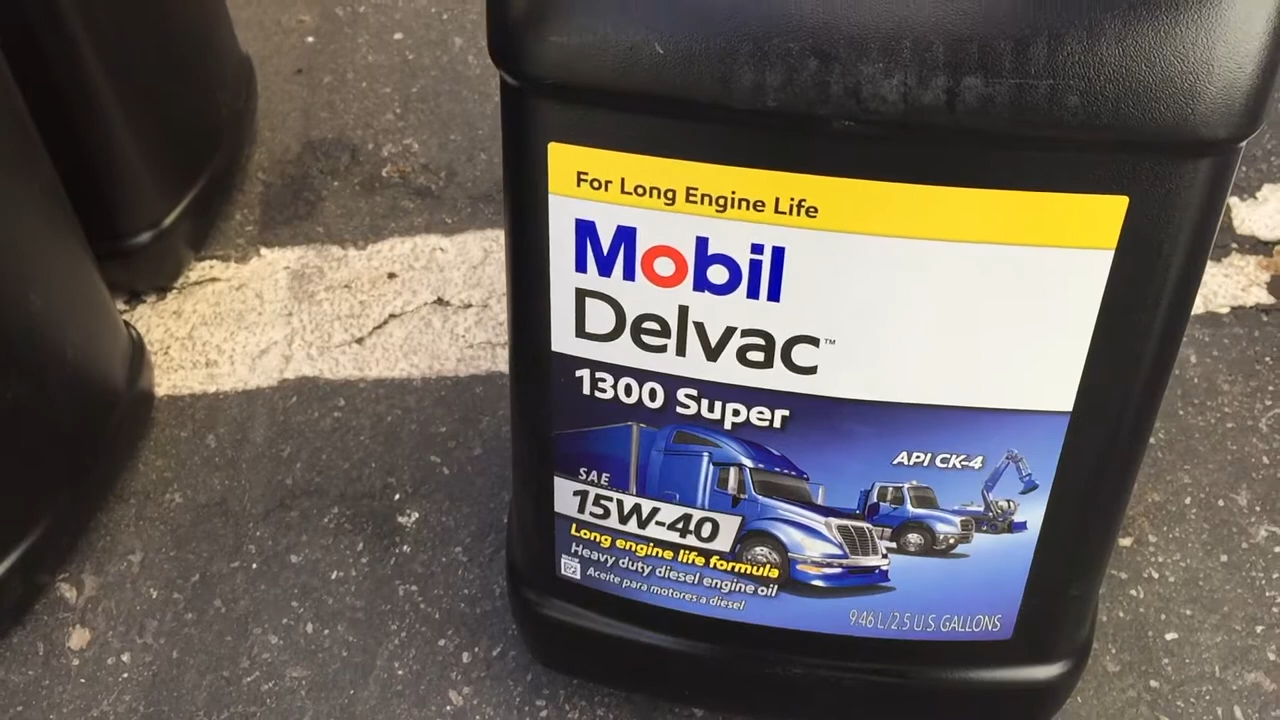 For Long Engine Life
Mobil
Delvac™
1300 Super
API CK-4
SAE
15W-40
Long engine life formula
Heavy duty diesel engine oil
Aceite para motores a diesel
9.46 L/2.5 U.S. GALLONS